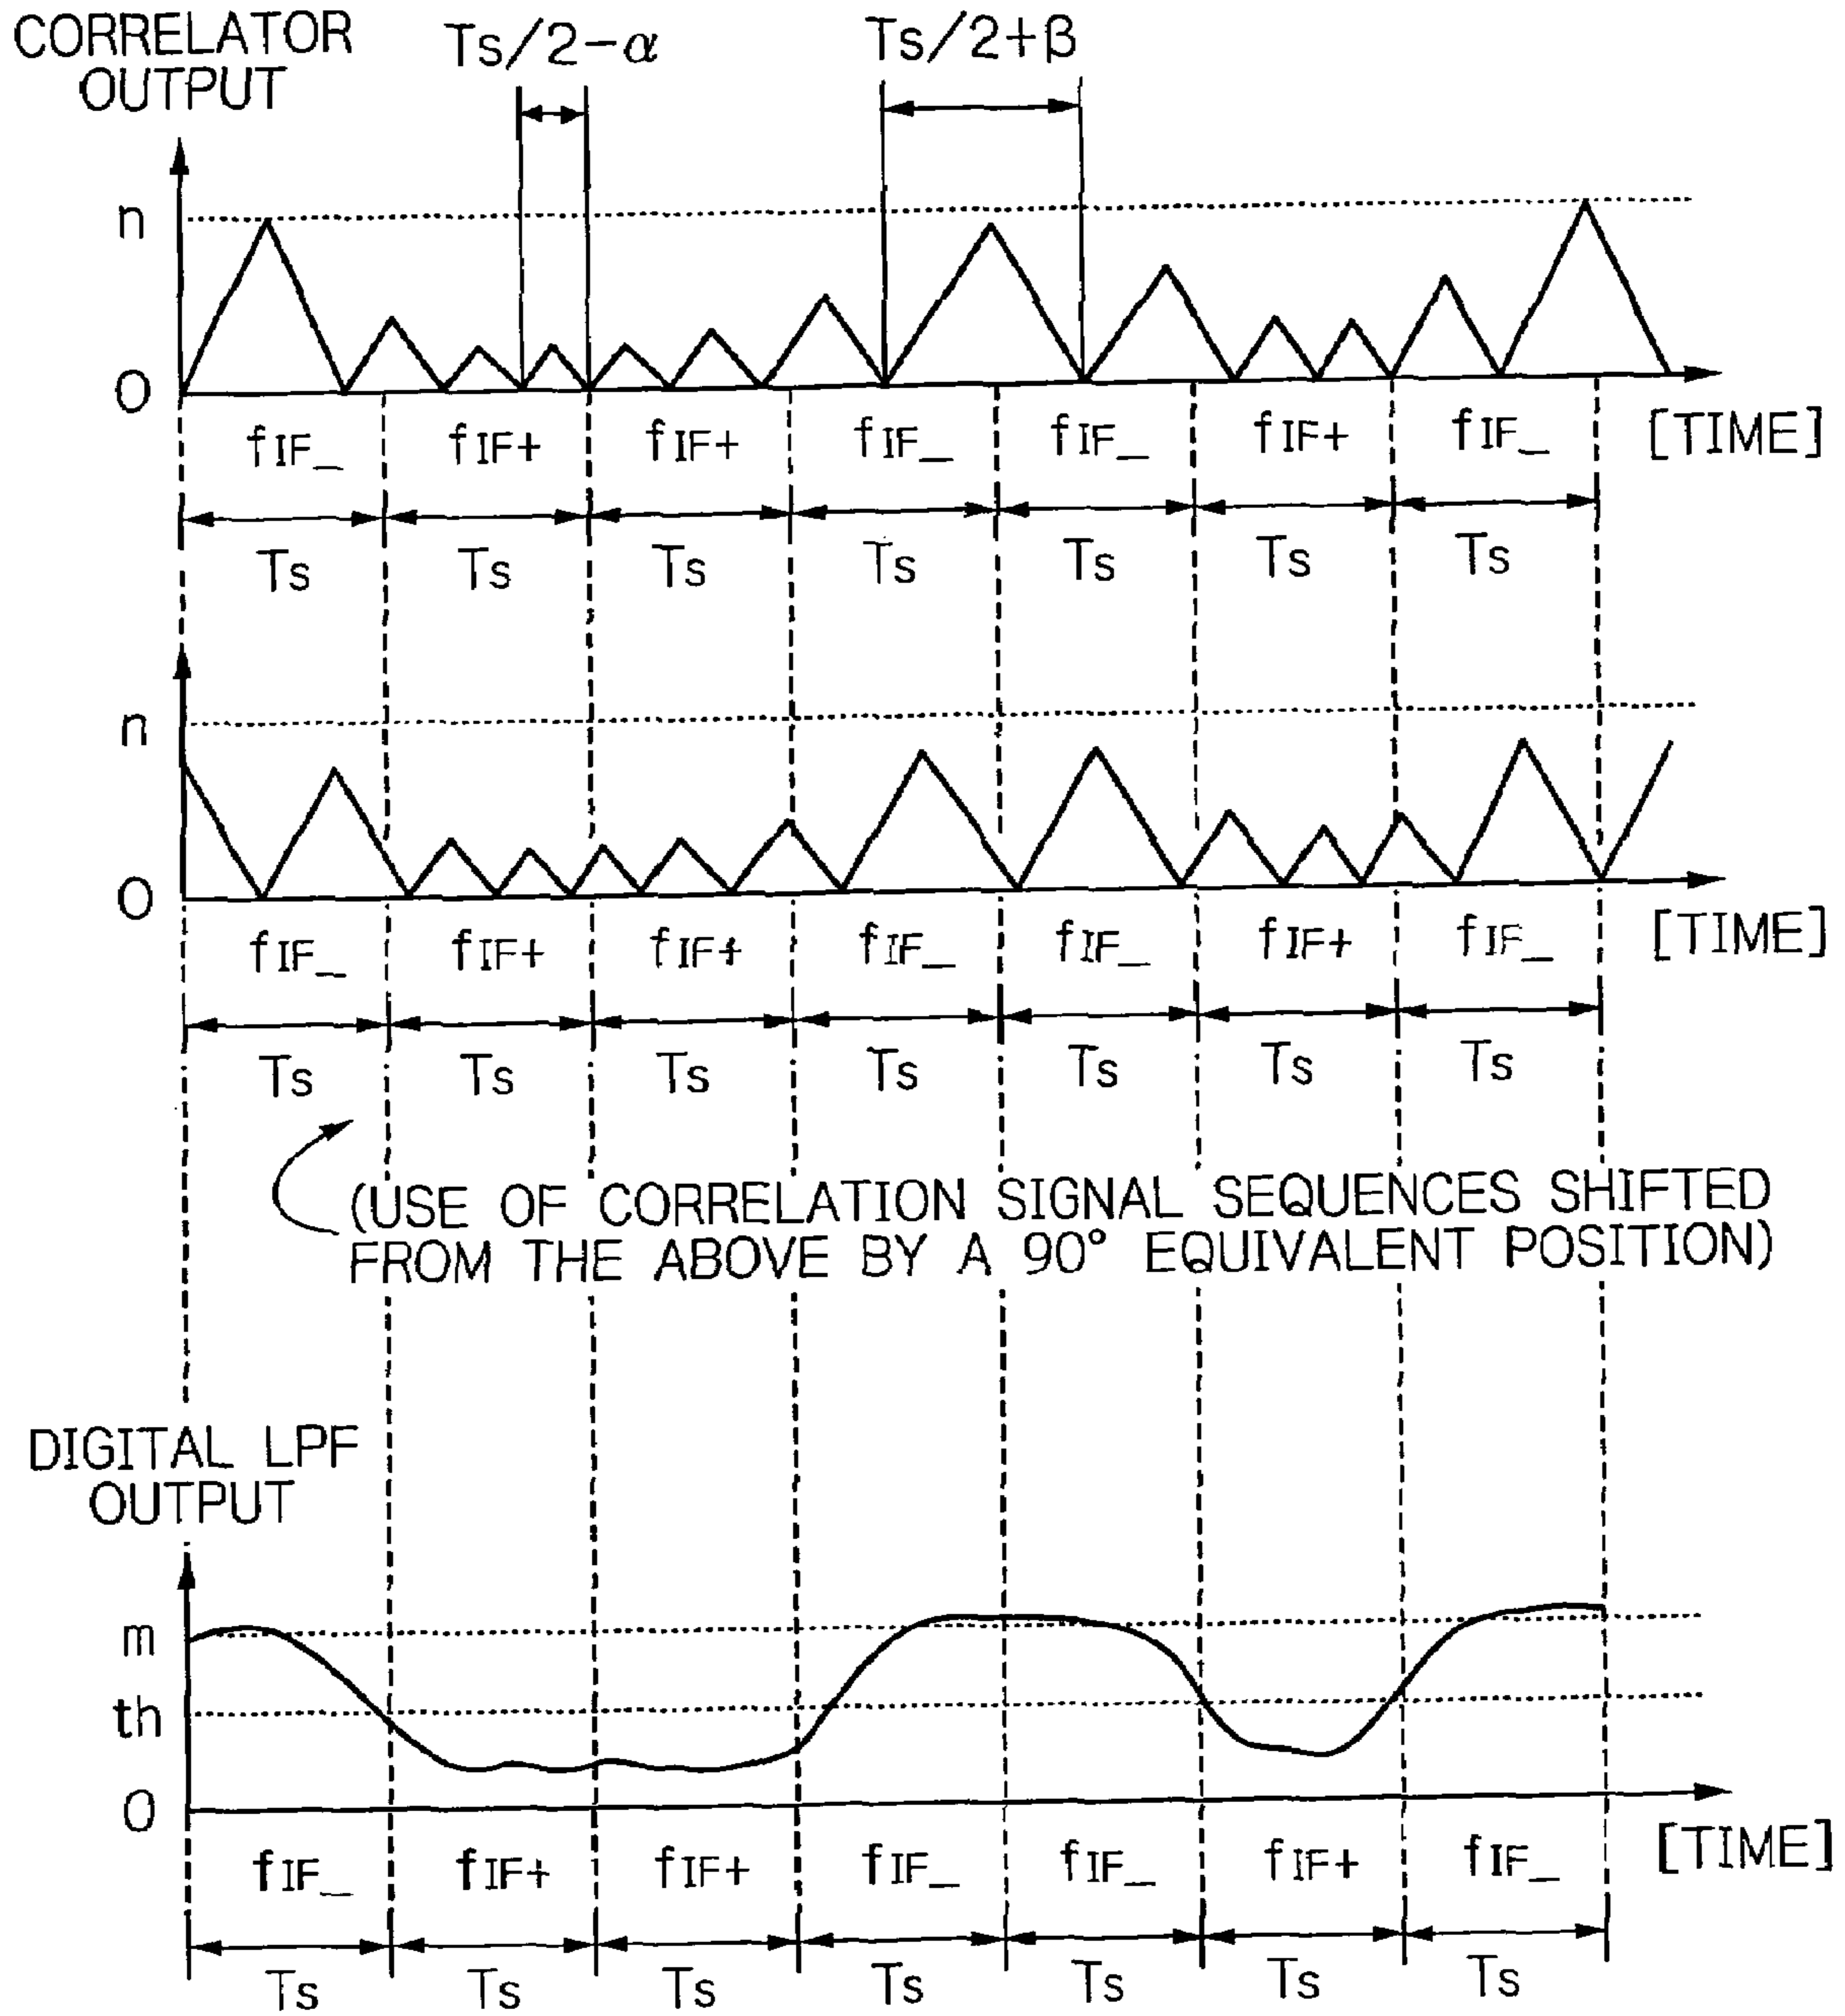 CORRELATOR
OUTPUT
Ts/2-α
Ts/2+β
n
0
fIF_ fIF+ fIF+ fIF_ fIF_ fIF+ fIF_ [TIME]
Ts Ts Ts Ts Ts Ts Ts
n
0
fIF_ fIF+ fIF+ fIF_ fIF_ fIF+ fIF_ [TIME]
Ts Ts Ts Ts Ts Ts Ts
(USE OF CORRELATION SIGNAL SEQUENCES SHIFTED
FROM THE ABOVE BY A 90° EQUIVALENT POSITION)
DIGITAL LPF
OUTPUT
m
th
0
fIF_ fIF+ fIF+ fIF_ fIF_ fIF+ fIF_ [TIME]
Ts Ts Ts Ts Ts Ts Ts